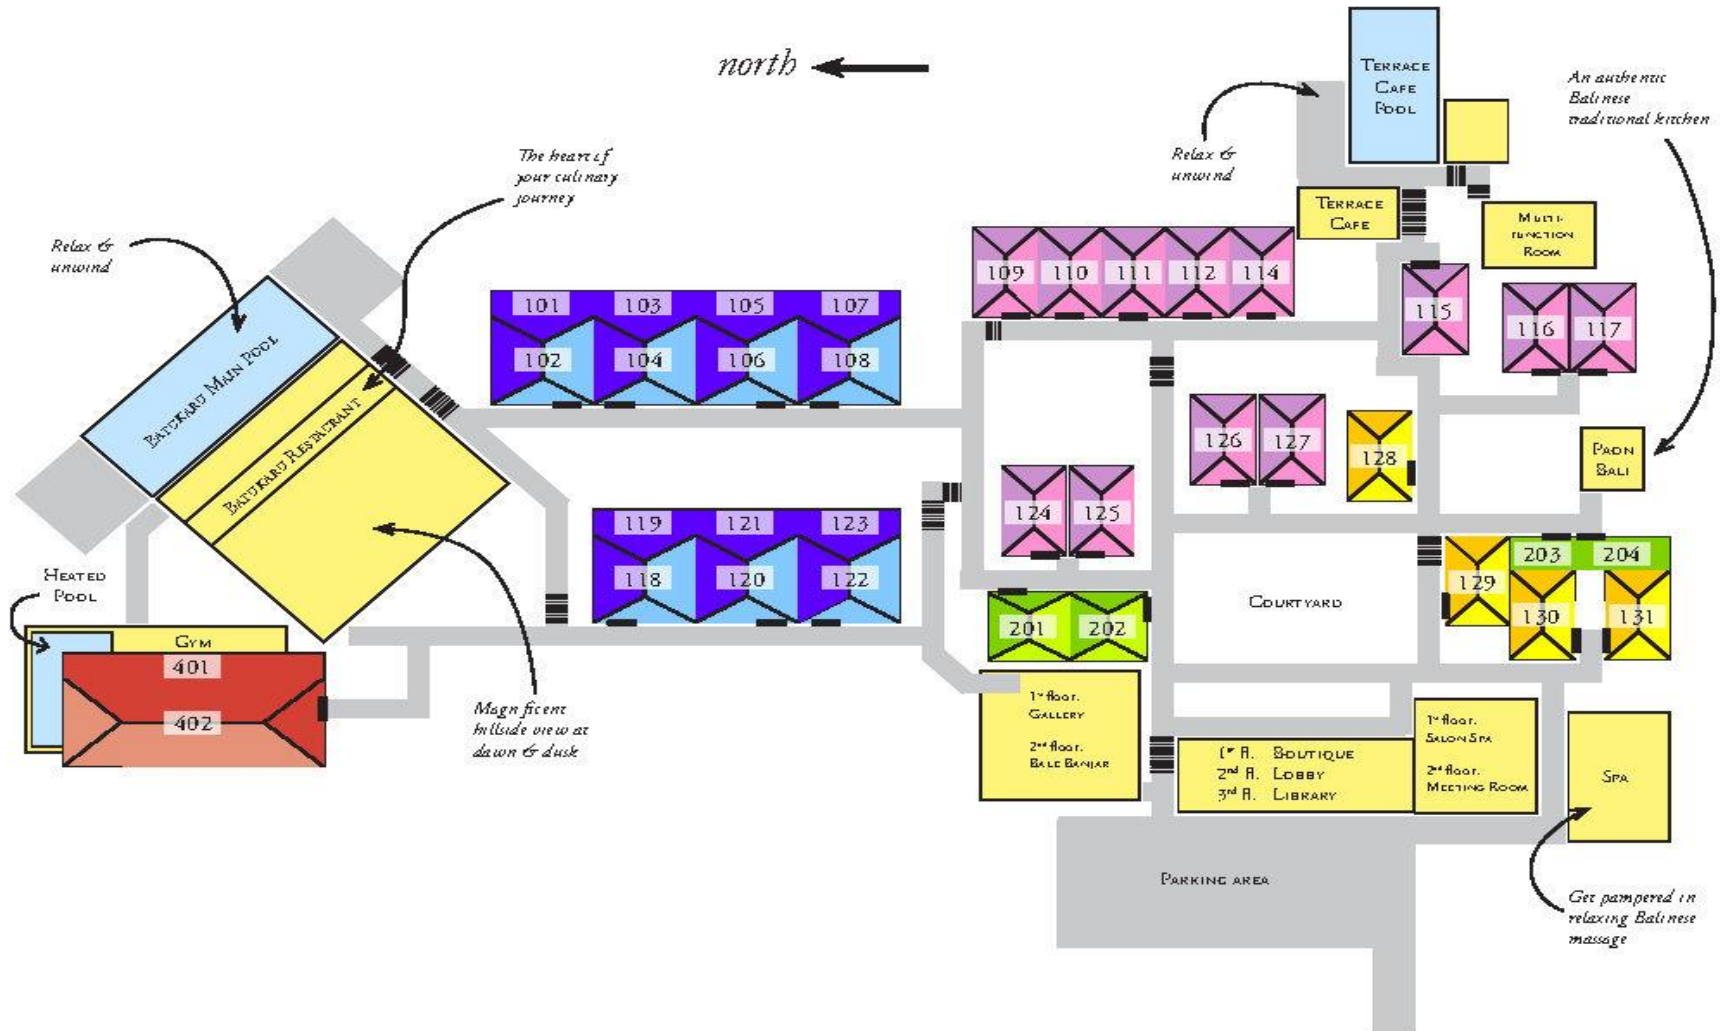 north
TERRACE
CAFE
POOL
An authentic
Balinese
traditional kitchen
The heart of
your culinary
journey
Relax &
unwind
Relax &
unwind
TERRACE
CAFE
MULTI-
FUNCTION
ROOM
109 110 111 112 114
115
116 117
101 103 105 107
102 104 106 108
BATUKARU MAIN POOL
BATUKARU RESTAURANT
126 127
128
PAON
BALI
124 125
119 121 123
118 120 122
HEATED
POOL
GYM
401
402
201 202
COURTYARD
129
203 204
130 131
Magnificent
hillside view at
dawn & dusk
1st floor.
GALLERY
2nd floor.
BALE BANJAR
1st fl. BOUTIQUE
2nd fl. LOBBY
3rd fl. LIBRARY
1st floor.
SALON SPA
2nd floor.
MEETING ROOM
SPA
PARKING AREA
Get pampered in
relaxing Balinese
massage